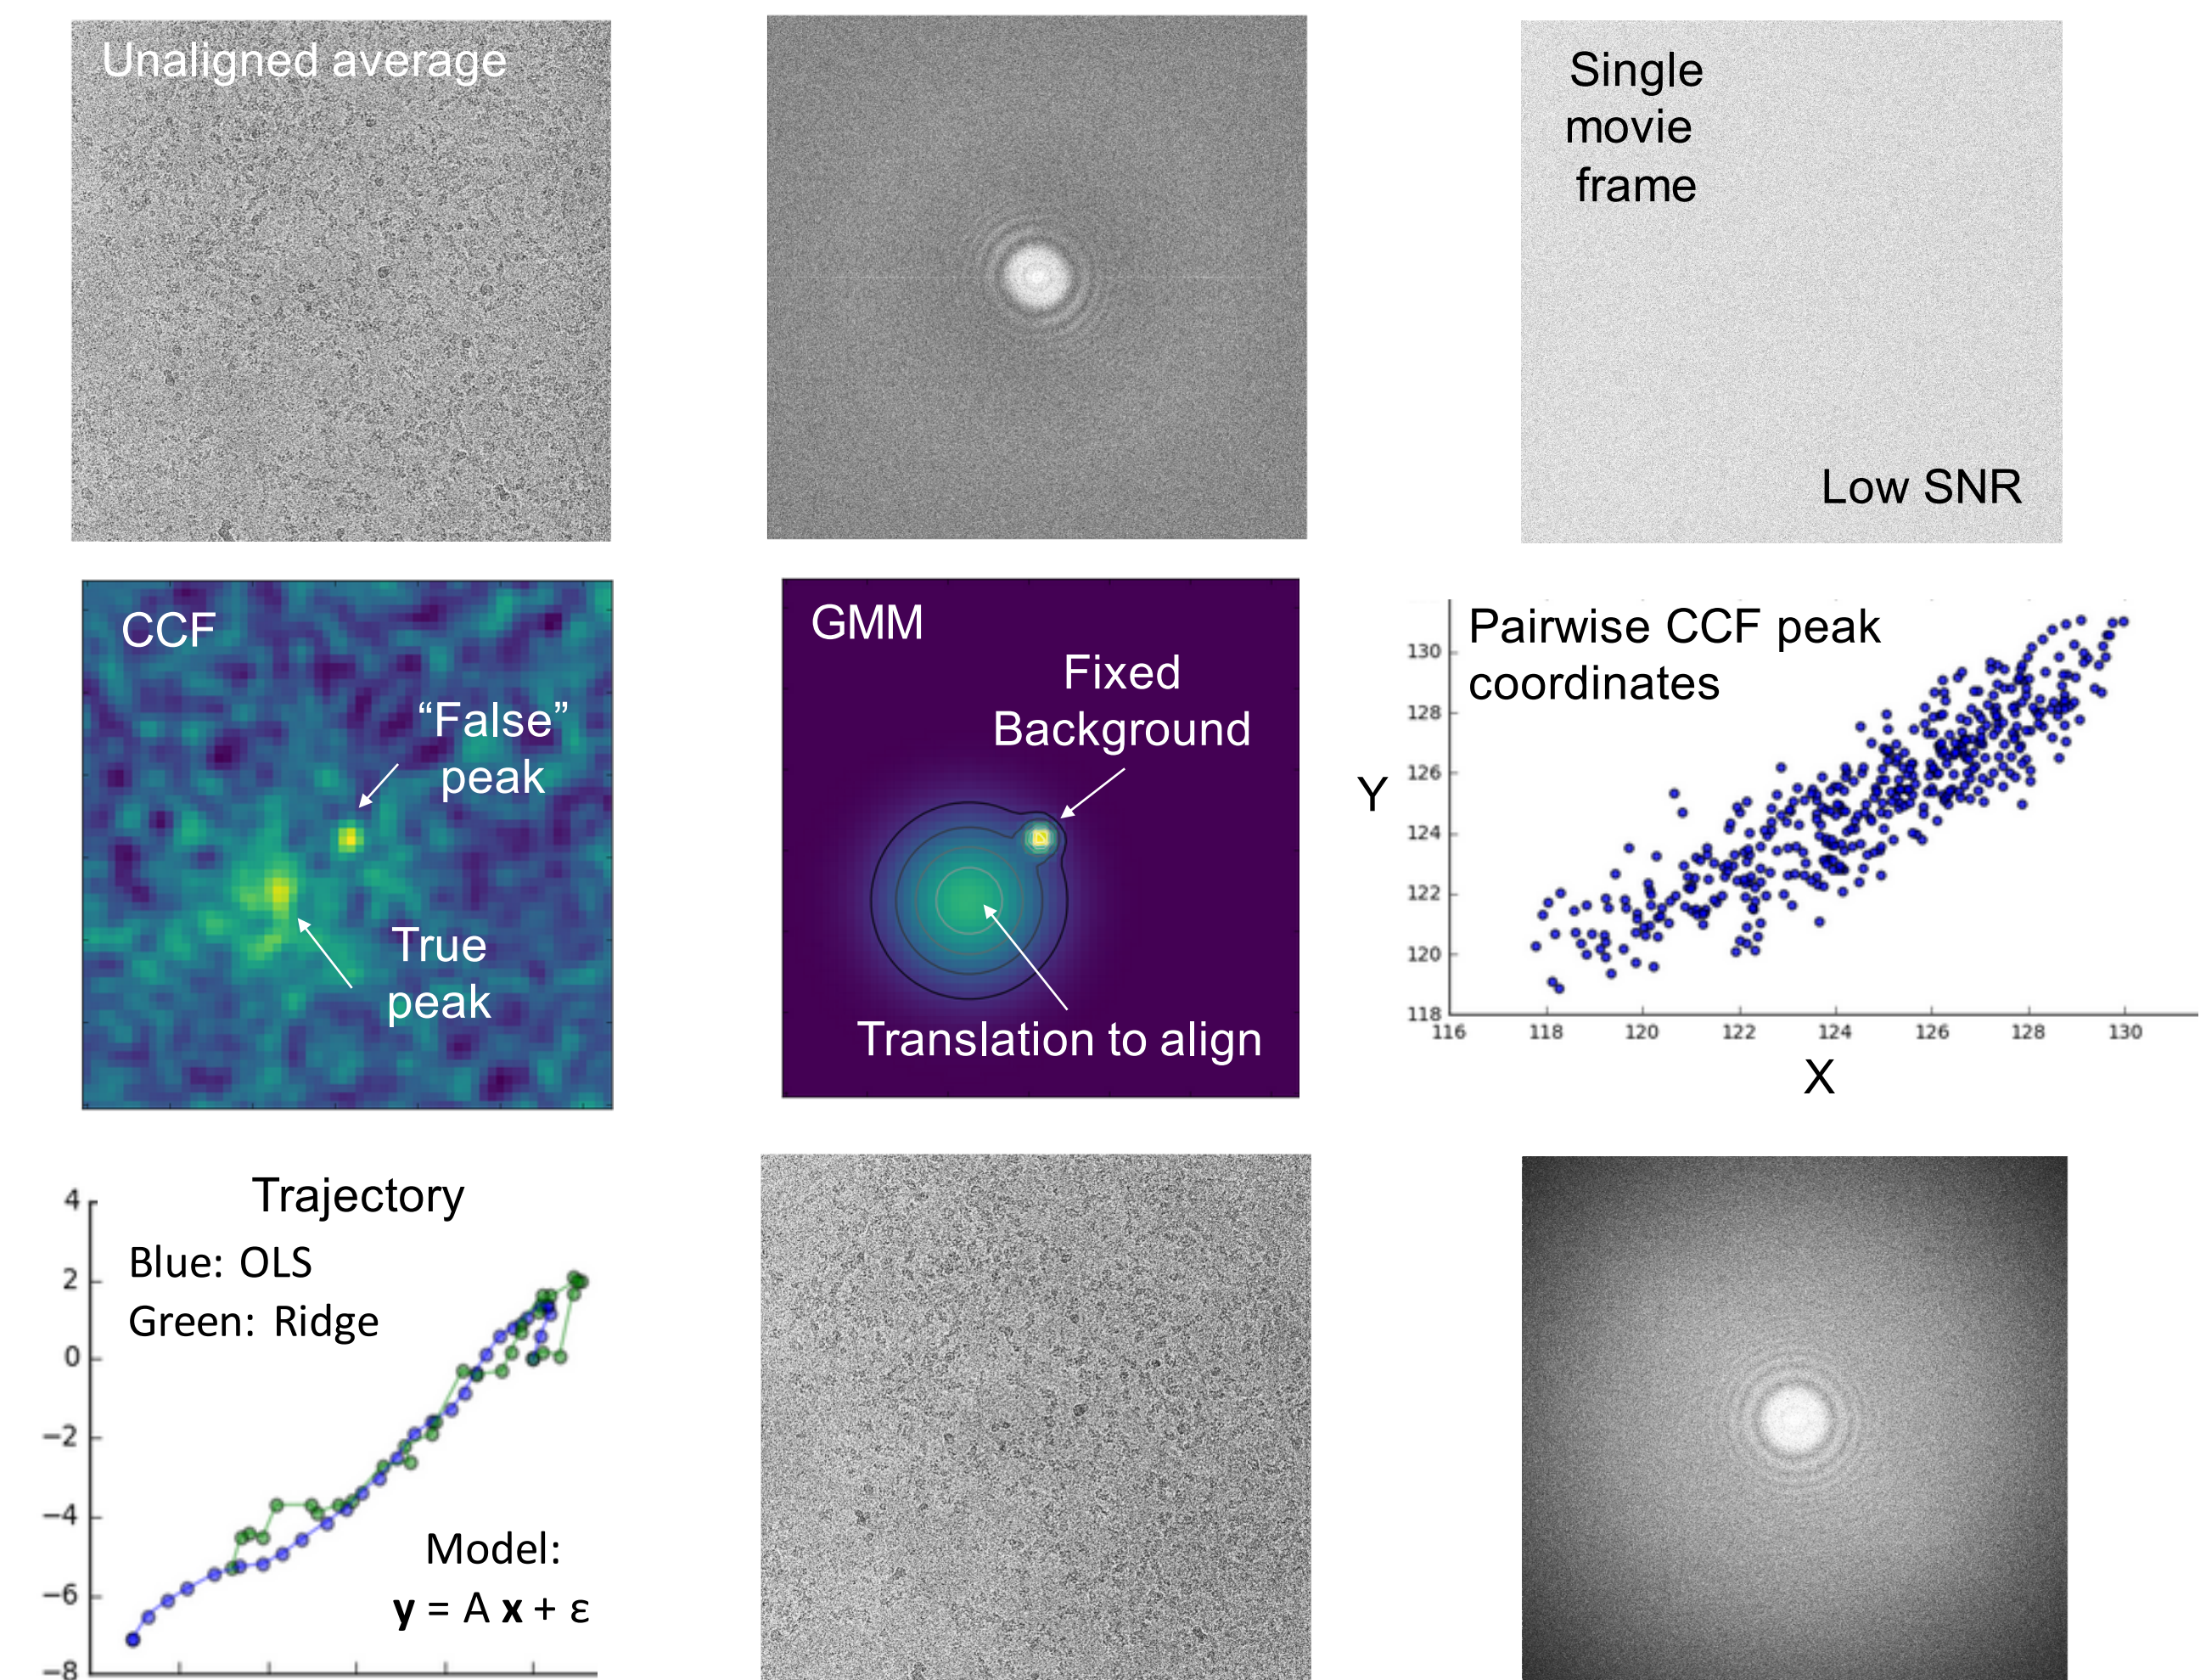 Unaligned average
Single
movie
frame
Low SNR
CCF
“False”
peak
True
peak
GMM
Fixed
Background
Translation to align
Pairwise CCF peak
coordinates
130
128
126
124
122
120
118
Y
116 118 120 122 124 126 128 130
X
Trajectory
Blue: OLS
Green: Ridge
4
2
0
−2
−4
−6
−8
Model:
y = A x + ε